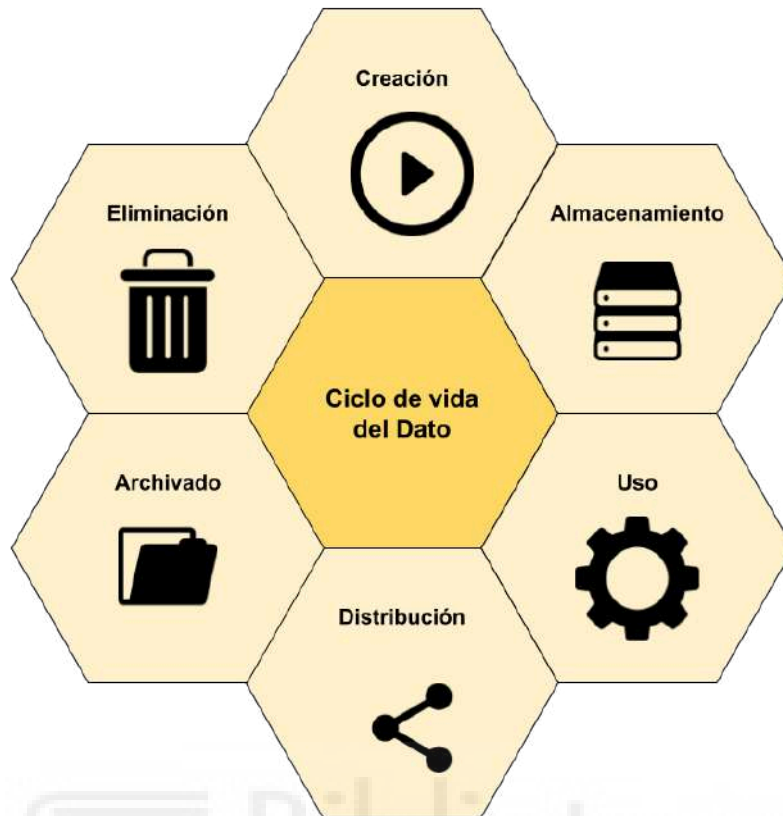 Creación
Eliminación
Almacenamiento
Ciclo de vida
del Dato
Archivado
Uso
Distribución